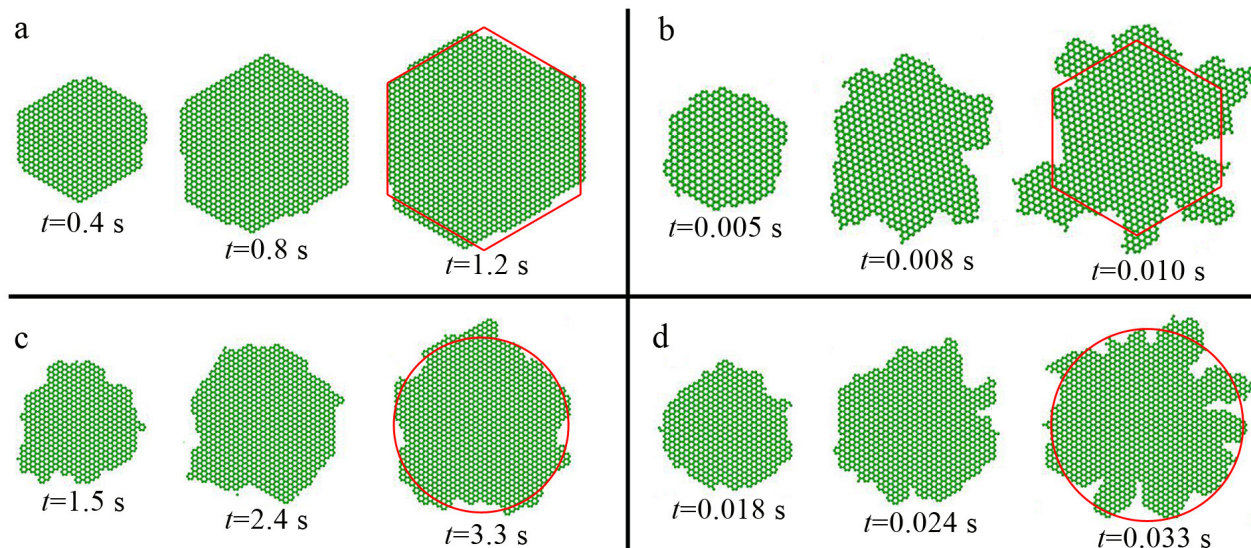 a
t=0.4 s
t=0.8 s
t=1.2 s
b
t=0.005 s
t=0.008 s
t=0.010 s
c
t=1.5 s
t=2.4 s
t=3.3 s
d
t=0.018 s
t=0.024 s
t=0.033 s